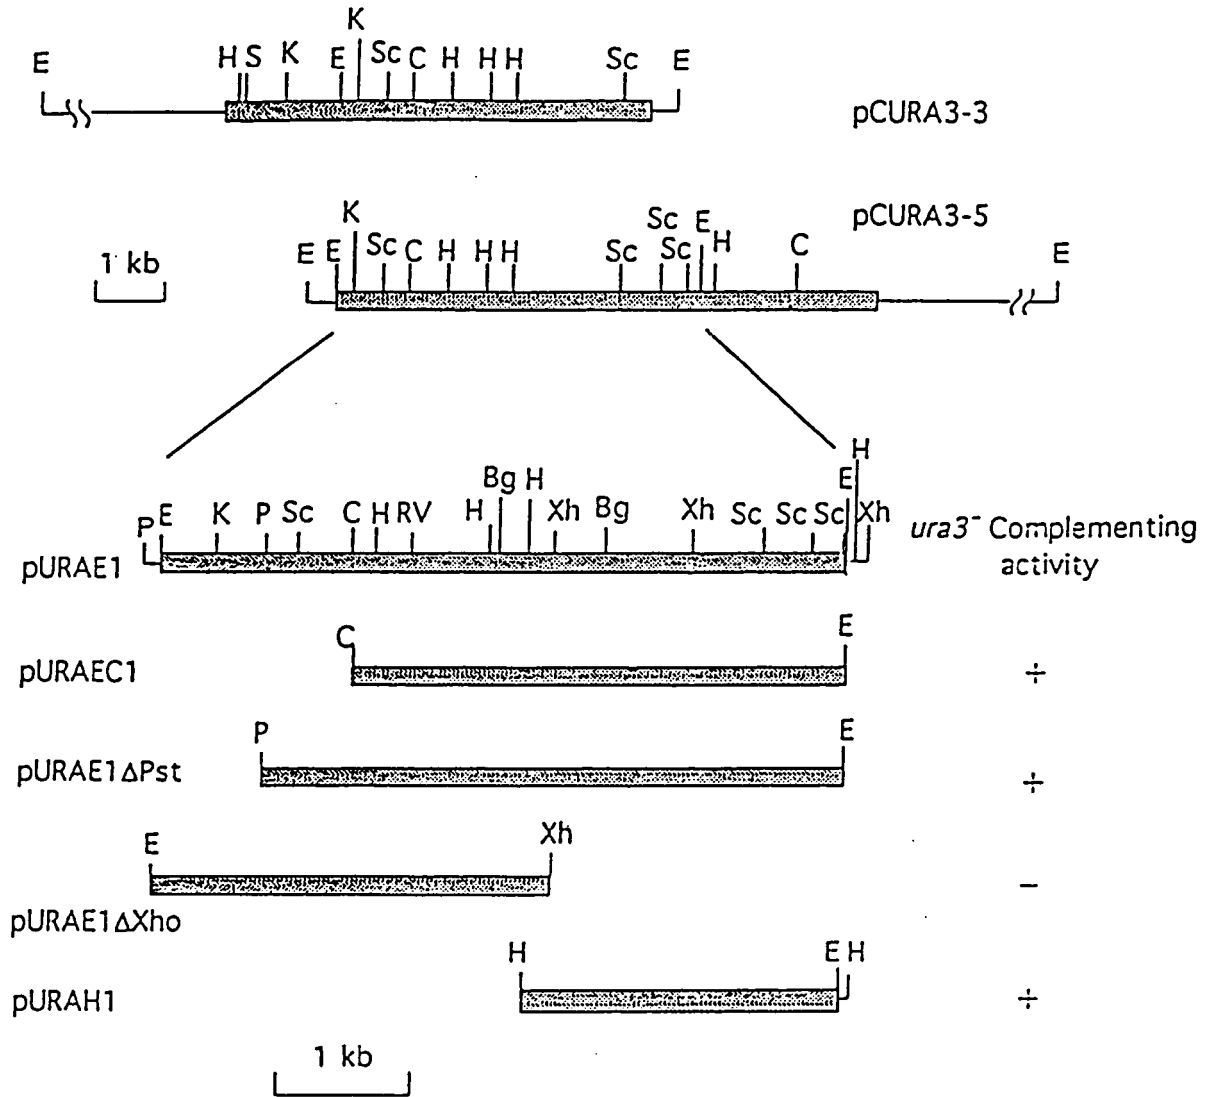 K
E H S K E Sc C H H H Sc E
pCURA3-3
K Sc E pCURA3-5
1 kb E E Sc C H H H Sc Sc H C E
H
Bg H E
P E K P Sc C H RV H Xh Bg Xh Sc Sc Sc Xh ura3⁻ Complementing
pURAE1 activity
C E
pURAEC1 ÷
P E
pURAE1ΔPst ÷
E Xh
−
pURAE1ΔXho
H E H
pURAH1 ÷
1 kb